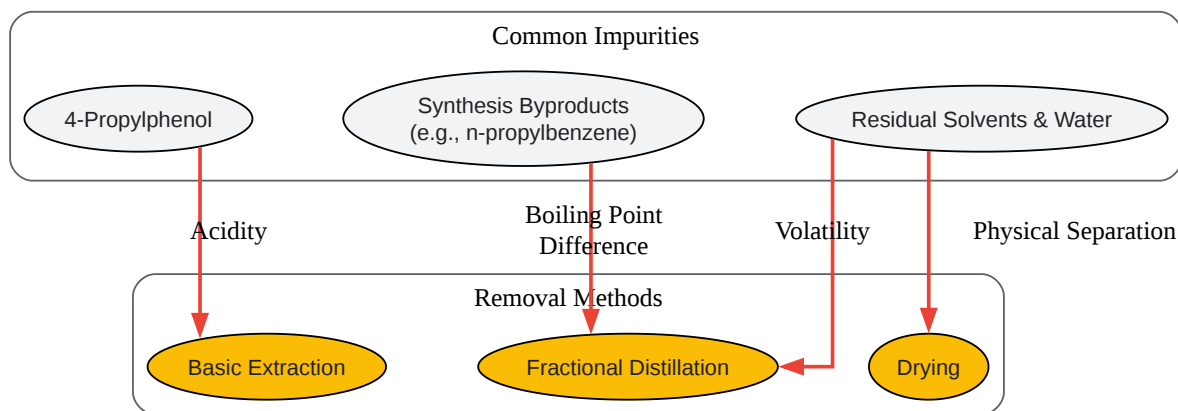 Common Impurities
4-Propylphenol
Synthesis Byproducts
(e.g., n-propylbenzene)
Residual Solvents & Water
Acidity
Boiling Point
Difference
Volatility
Physical Separation
Removal Methods
Basic Extraction
Fractional Distillation
Drying